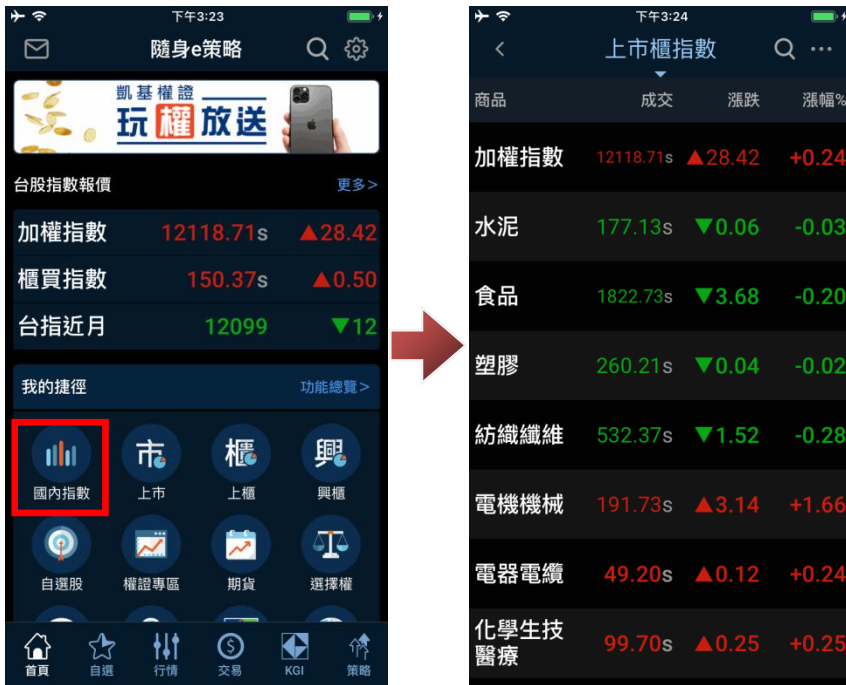 下午3:23
隨身e策略
凱基權證
玩權放送
台股指數報價 更多>
加權指數 12118.71s ▲28.42
櫃買指數 150.37s ▲0.50
台指近月 12099 ▼12
我的捷徑 功能總覽>
市 櫃 興
國內指數 上市 上櫃 興櫃
自選股 權證專區 期貨 選擇權
首頁 自選 行情 交易 KGI 策略
下午3:24
上市櫃指數
商品 成交 漲跌 漲幅%
加權指數 12118.71s ▲28.42 +0.24
水泥 177.13s ▼0.06 -0.03
食品 1822.73s ▼3.68 -0.20
塑膠 260.21s ▼0.04 -0.02
紡織纖維 532.37s ▼1.52 -0.28
電機機械 191.73s ▲3.14 +1.66
電器電纜 49.20s ▲0.12 +0.24
化學生技
醫療 99.70s ▲0.25 +0.25